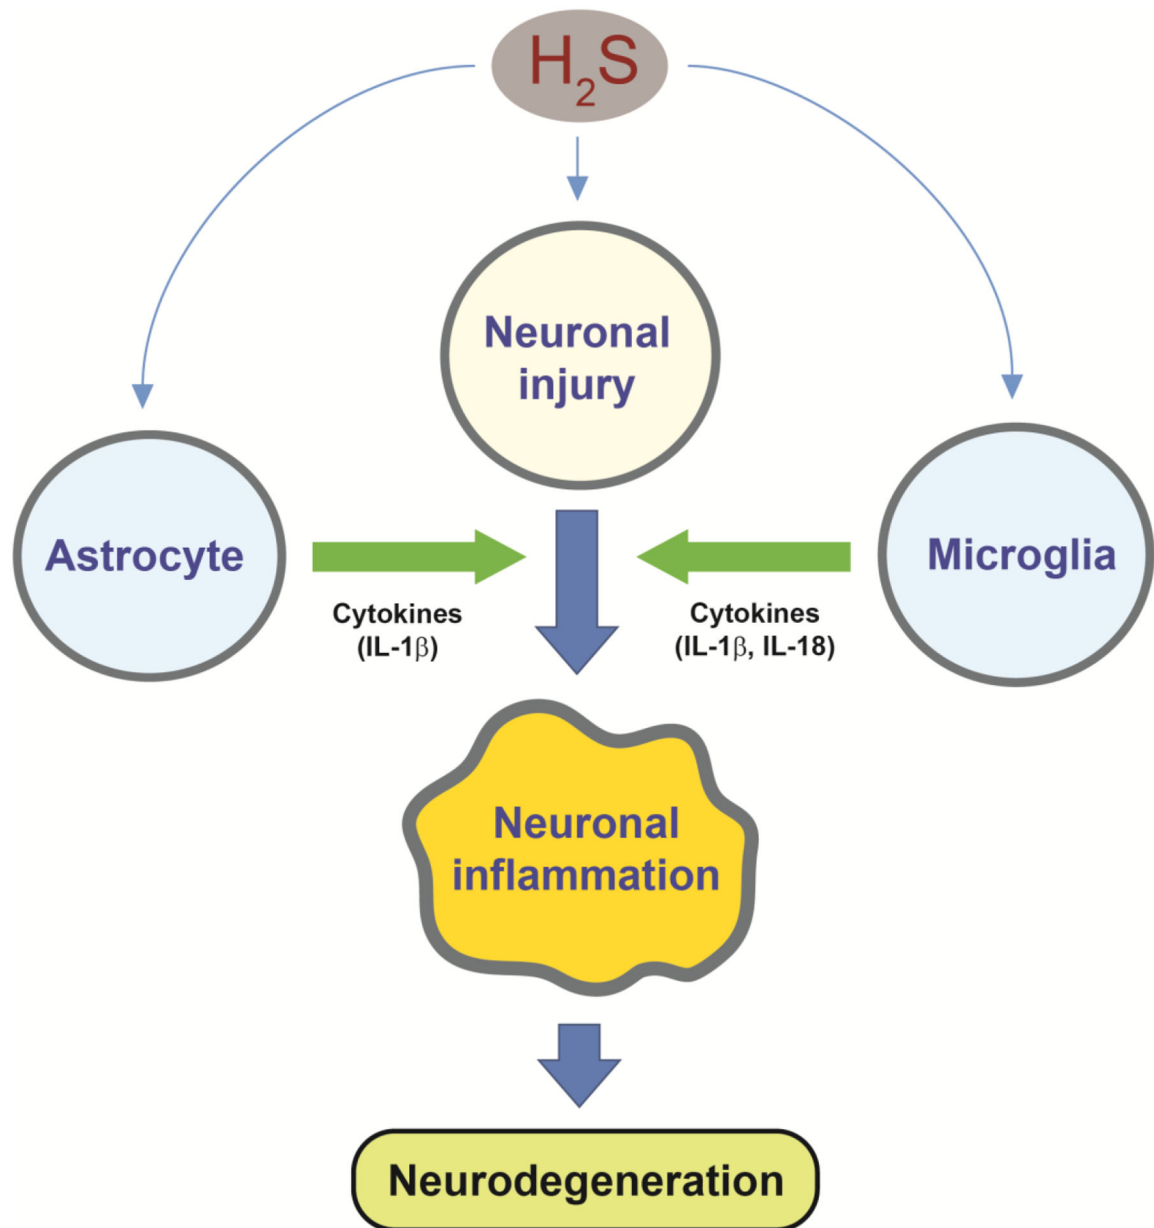 H₂S
Neuronal
injury
Astrocyte
Microglia
Cytokines
(IL-1β)
Cytokines
(IL-1β, IL-18)
Neuronal
inflammation
Neurodegeneration